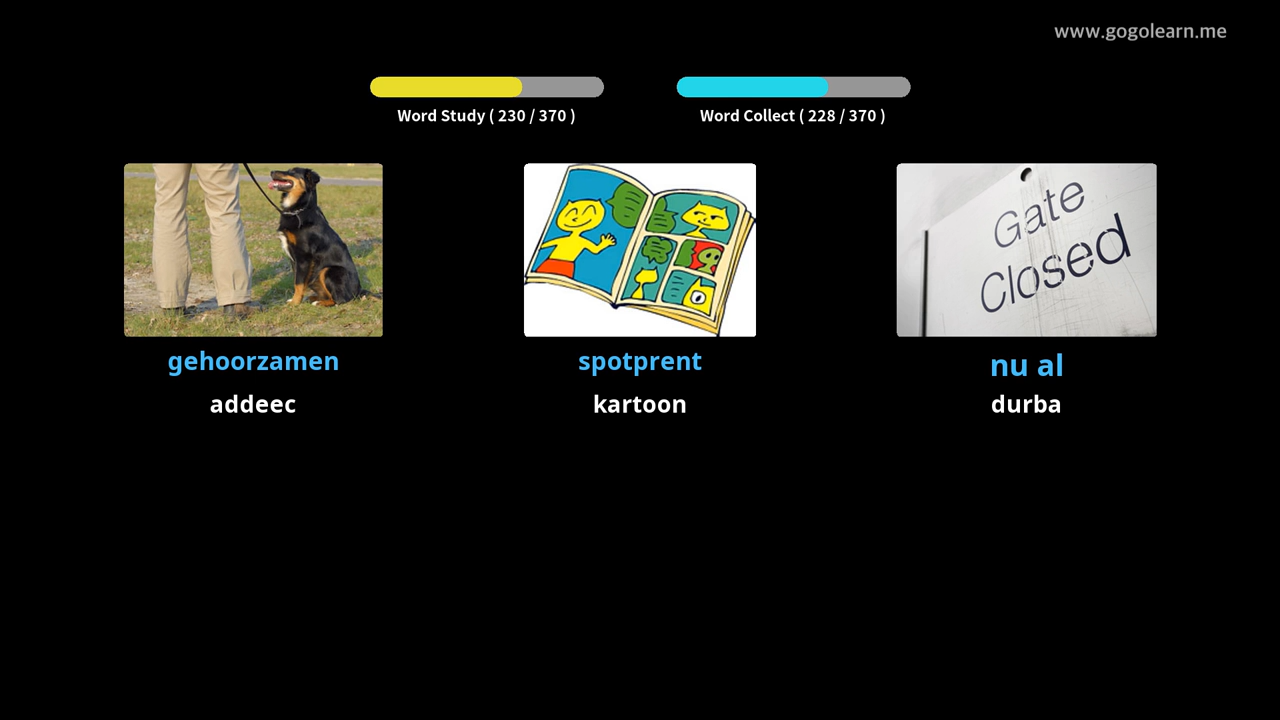 www.gogolearn.me
Word Study ( 230 / 370 )
Word Collect ( 228 / 370 )
Gate
Closed
gehoorzamen
spotprent
nu al
addeec
kartoon
durba